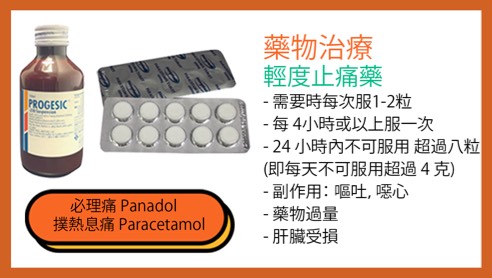 藥物治療
輕度止痛藥
- 需要時每次服1-2粒
- 每 4小時或以上服一次
- 24 小時內不可服用 超過八粒
(即每天不可服用超過 4 克)
- 副作用：嘔吐, 噁心
- 藥物過量
- 肝臟受損
PROGESIC
必理痛 Panadol
撲熱息痛 Paracetamol